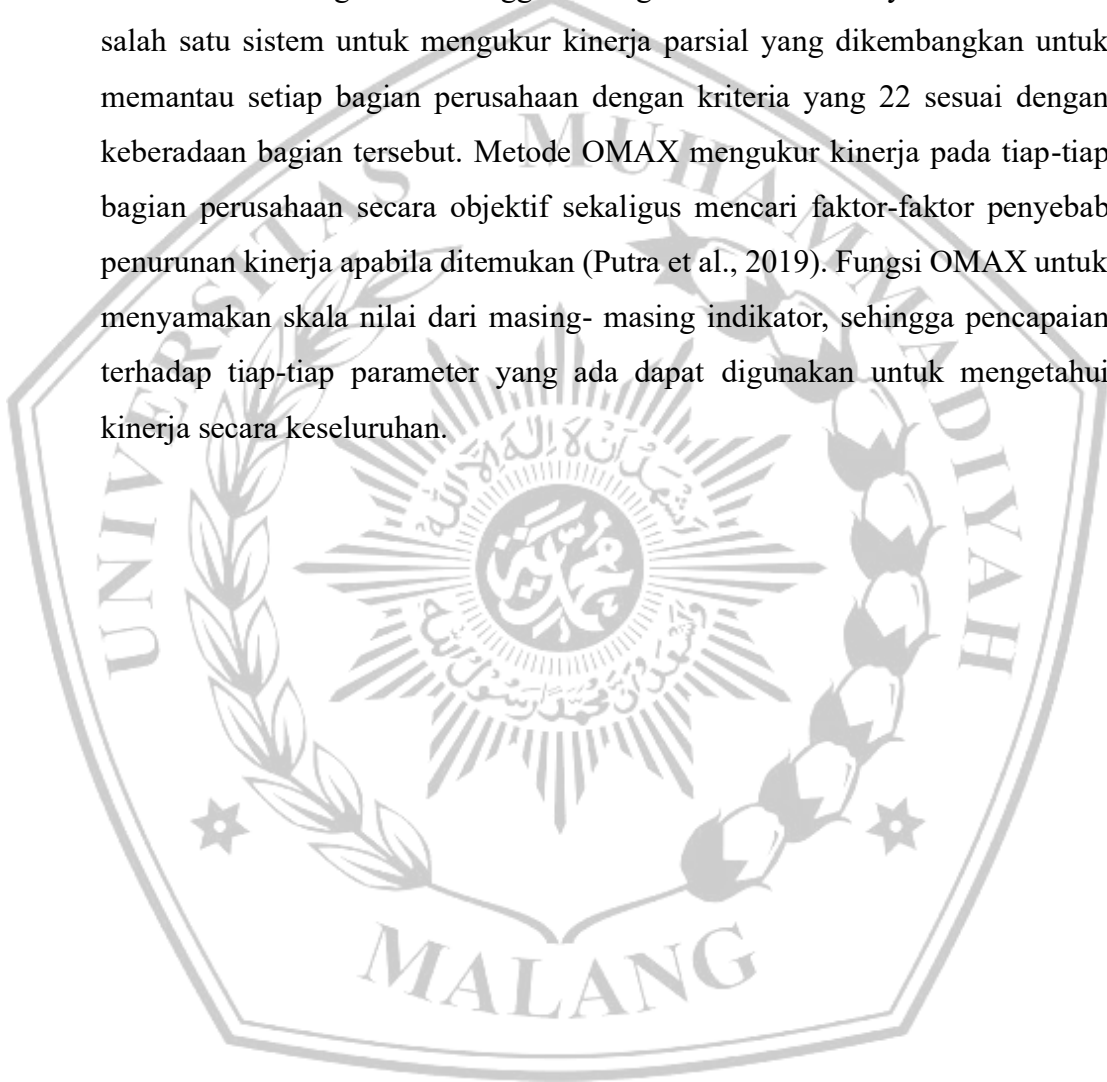 salah satu sistem untuk mengukur kinerja parsial yang dikembangkan untuk
memantau setiap bagian perusahaan dengan kriteria yang 22 sesuai dengan
keberadaan bagian tersebut. Metode OMAX mengukur kinerja pada tiap-tiap
bagian perusahaan secara objektif sekaligus mencari faktor-faktor penyebab
penurunan kinerja apabila ditemukan (Putra et al., 2019). Fungsi OMAX untuk
menyamakan skala nilai dari masing- masing indikator, sehingga pencapaian
terhadap tiap-tiap parameter yang ada dapat digunakan untuk mengetahui
kinerja secara keseluruhan.
UNIVERSITAS MUHAMMADIYAH
MALANG